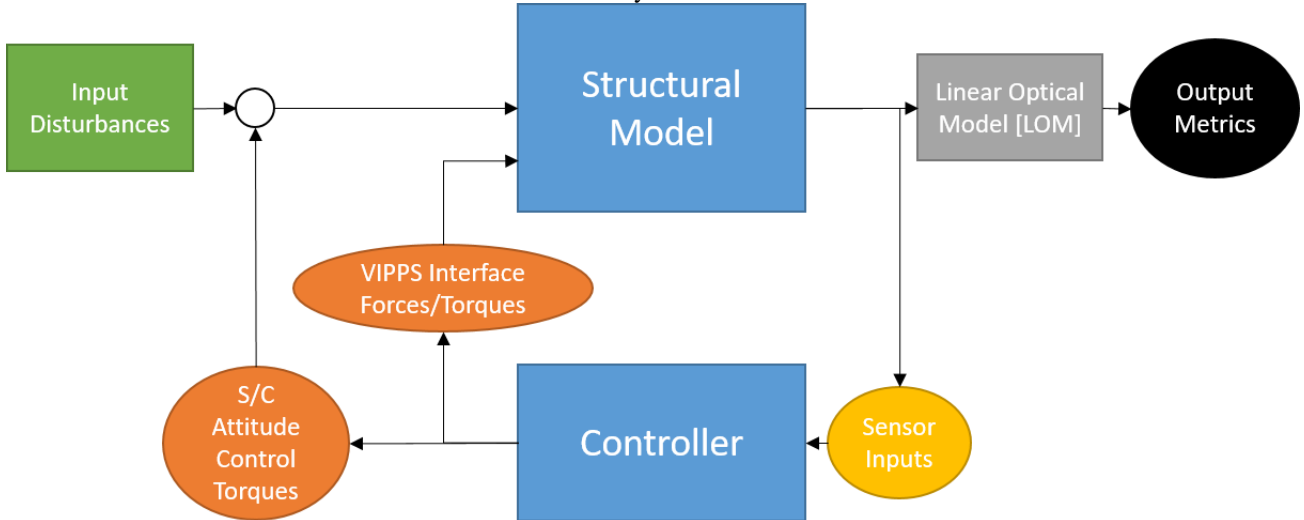 Input
Disturbances
Structural
Model
Linear Optical
Model [LOM]
Output
Metrics
VIPPS Interface
Forces/Torques
S/C
Attitude
Control
Torques
Controller
Sensor
Inputs